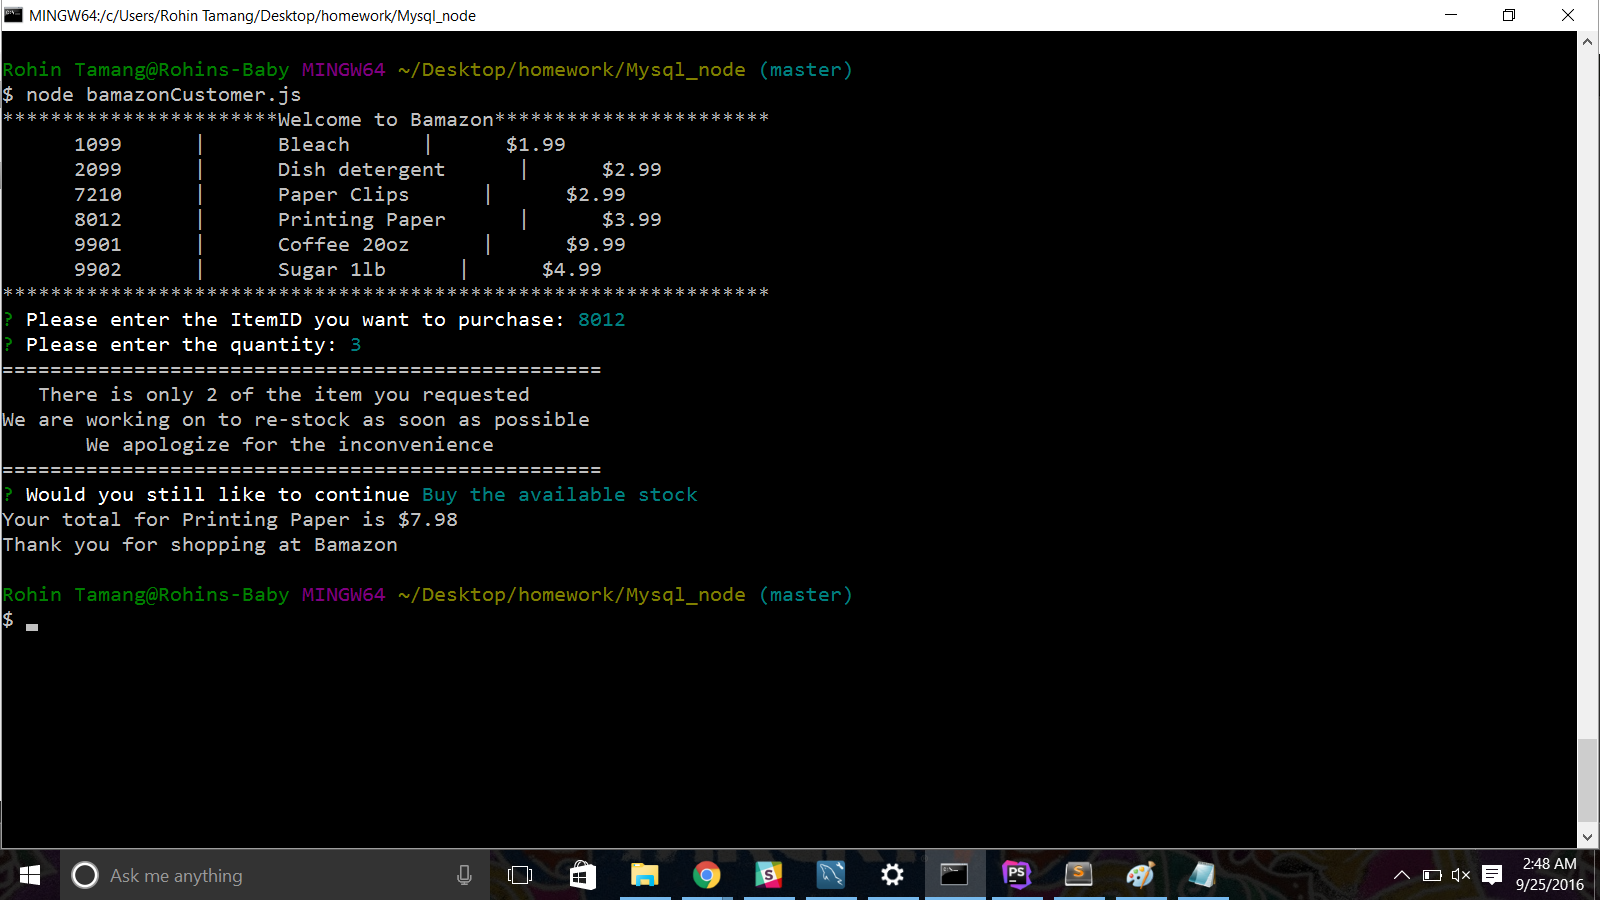 MINGW64:/c/Users/Rohin Tamang/Desktop/homework/Mysql_node
Rohin Tamang@Rohins-Baby MINGW64 ~/Desktop/homework/Mysql_node (master)
$ node bamazonCustomer.js
***********************Welcome to Bamazon***********************
1099 | Bleach | $1.99
2099 | Dish detergent | $2.99
7210 | Paper Clips | $2.99
8012 | Printing Paper | $3.99
9901 | Coffee 20oz | $9.99
9902 | Sugar 1lb | $4.99
****************************************************************
? Please enter the ItemID you want to purchase: 8012
? Please enter the quantity: 3
==================================================
There is only 2 of the item you requested
We are working on to re-stock as soon as possible
We apologize for the inconvenience
==================================================
? Would you still like to continue Buy the available stock
Your total for Printing Paper is $7.98
Thank you for shopping at Bamazon
Rohin Tamang@Rohins-Baby MINGW64 ~/Desktop/homework/Mysql_node (master)
$
Ask me anything
S
PS
S
2:48 AM
9/25/2016